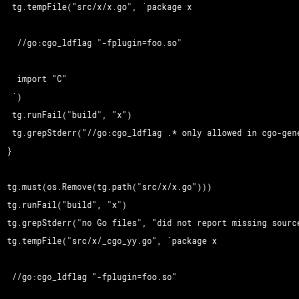 tg.tempFile("src/x/x.go", `package x
//go:cgo_ldflag "-fplugin=foo.so"
import "C"
`)
tg.runFail("build", "x")
tg.grepStderr("//go:cgo_ldflag .* only allowed in cgo-gene
}
tg.must(os.Remove(tg.path("src/x/x.go")))
tg.runFail("build", "x")
tg.grepStderr("no Go files", "did not report missing source
tg.tempFile("src/x/_cgo_yy.go", `package x
//go:cgo_ldflag "-fplugin=foo.so"